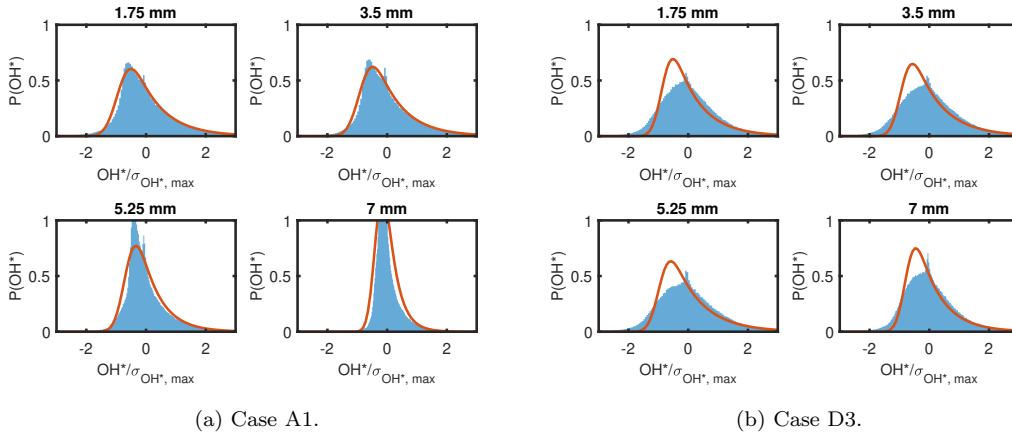 1.75 mm
3.5 mm
1.75 mm
3.5 mm
P(OH*)
1
0.5
0
-2 0 2
OH*/σOH*, max
P(OH*)
1
0.5
0
-2 0 2
OH*/σOH*, max
P(OH*)
1
0.5
0
-2 0 2
OH*/σOH*, max
P(OH*)
1
0.5
0
-2 0 2
OH*/σOH*, max
5.25 mm
7 mm
5.25 mm
7 mm
P(OH*)
1
0.5
0
-2 0 2
OH*/σOH*, max
P(OH*)
1
0.5
0
-2 0 2
OH*/σOH*, max
P(OH*)
1
0.5
0
-2 0 2
OH*/σOH*, max
P(OH*)
1
0.5
0
-2 0 2
OH*/σOH*, max
(a) Case A1.
(b) Case D3.